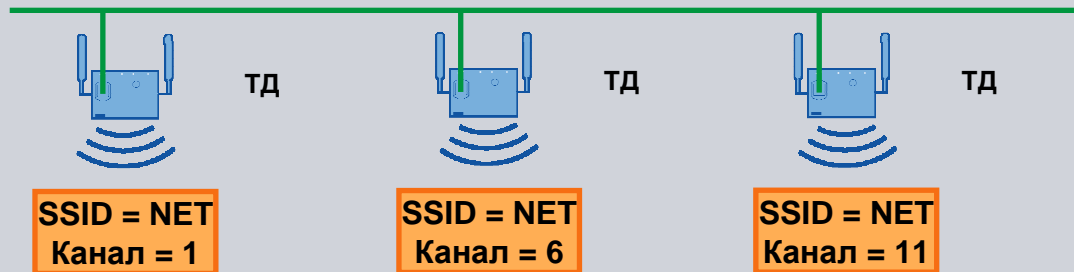 ТД
ТД
ТД
SSID = NET
Канал = 1
SSID = NET
Канал = 6
SSID = NET
Канал = 11